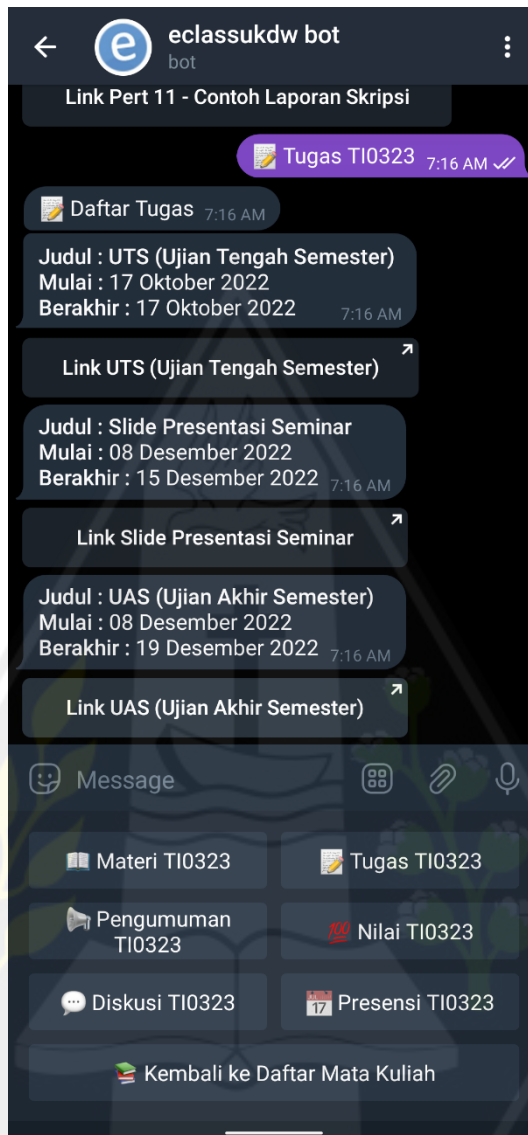 eclassukdw bot
bot
Link Pert 11 - Contoh Laporan Skripsi
📝 Tugas TI0323 7:16 AM
📝 Daftar Tugas 7:16 AM
Judul : UTS (Ujian Tengah Semester)
Mulai : 17 Oktober 2022
Berakhir : 17 Oktober 2022 7:16 AM
Link UTS (Ujian Tengah Semester)
Judul : Slide Presentasi Seminar
Mulai : 08 Desember 2022
Berakhir : 15 Desember 2022 7:16 AM
Link Slide Presentasi Seminar
Judul : UAS (Ujian Akhir Semester)
Mulai : 08 Desember 2022
Berakhir : 19 Desember 2022 7:16 AM
Link UAS (Ujian Akhir Semester)
Message
📖 Materi TI0323
📝 Tugas TI0323
📢 Pengumuman
TI0323
💯 Nilai TI0323
💬 Diskusi TI0323
📅 Presensi TI0323
📚 Kembali ke Daftar Mata Kuliah